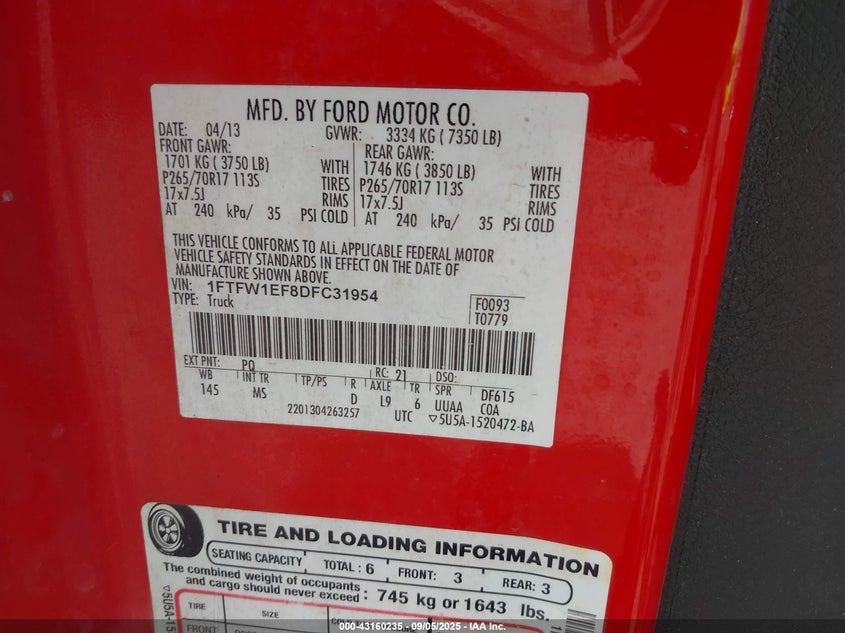 MFD. BY FORD MOTOR CO.
DATE: 04/13 GVWR: 3334 KG ( 7350 LB)
FRONT GAWR: REAR GAWR:
1701 KG ( 3750 LB) WITH 1746 KG ( 3850 LB) WITH
P265/70R17 113S TIRES P265/70R17 113S TIRES
17x7.5J RIMS 17x7.5J RIMS
AT 240 kPa/ 35 PSI COLD AT 240 kPa/ 35 PSI COLD
THIS VEHICLE CONFORMS TO ALL APPLICABLE FEDERAL MOTOR
VEHICLE SAFETY STANDARDS IN EFFECT ON THE DATE OF
MANUFACTURE SHOWN ABOVE.
VIN: 1FTFW1EF8DFC31954 F0093
TYPE: Truck T0779
EXT PNT: PQ RC: 21 DSO:
WB INT TR TP/PS R AXLE TR SPR DF615
145 MS D L9 6 UUAA COA
2201304263257 UTC ▽5U5A-1520472-BA
TIRE AND LOADING INFORMATION
SEATING CAPACITY TOTAL : 6 FRONT: 3 REAR: 3
The combined weight of occupants
and cargo should never exceed : 745 kg or 1643 lbs.
TIRE SIZE
FRONT
▽5U5A-15
000-43160235 - 09/05/2025 - IAA Inc.